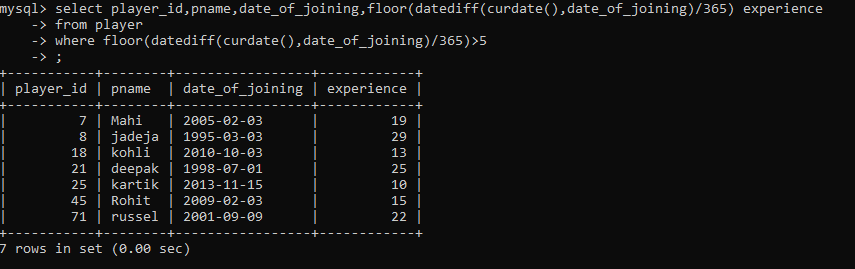 mysql> select player_id,pname,date_of_joining,floor(datediff(curdate(),date_of_joining)/365) experience
    -> from player
    -> where floor(datediff(curdate(),date_of_joining)/365)>5
    -> ;
+-----------+--------+-----------------+------------+
| player_id | pname  | date_of_joining | experience |
+-----------+--------+-----------------+------------+
|         7 | Mahi   | 2005-02-03      |         19 |
|         8 | jadeja | 1995-03-03      |         29 |
|        18 | kohli  | 2010-10-03      |         13 |
|        21 | deepak | 1998-07-01      |         25 |
|        25 | kartik | 2013-11-15      |         10 |
|        45 | Rohit  | 2009-02-03      |         15 |
|        71 | russel | 2001-09-09      |         22 |
+-----------+--------+-----------------+------------+
7 rows in set (0.00 sec)